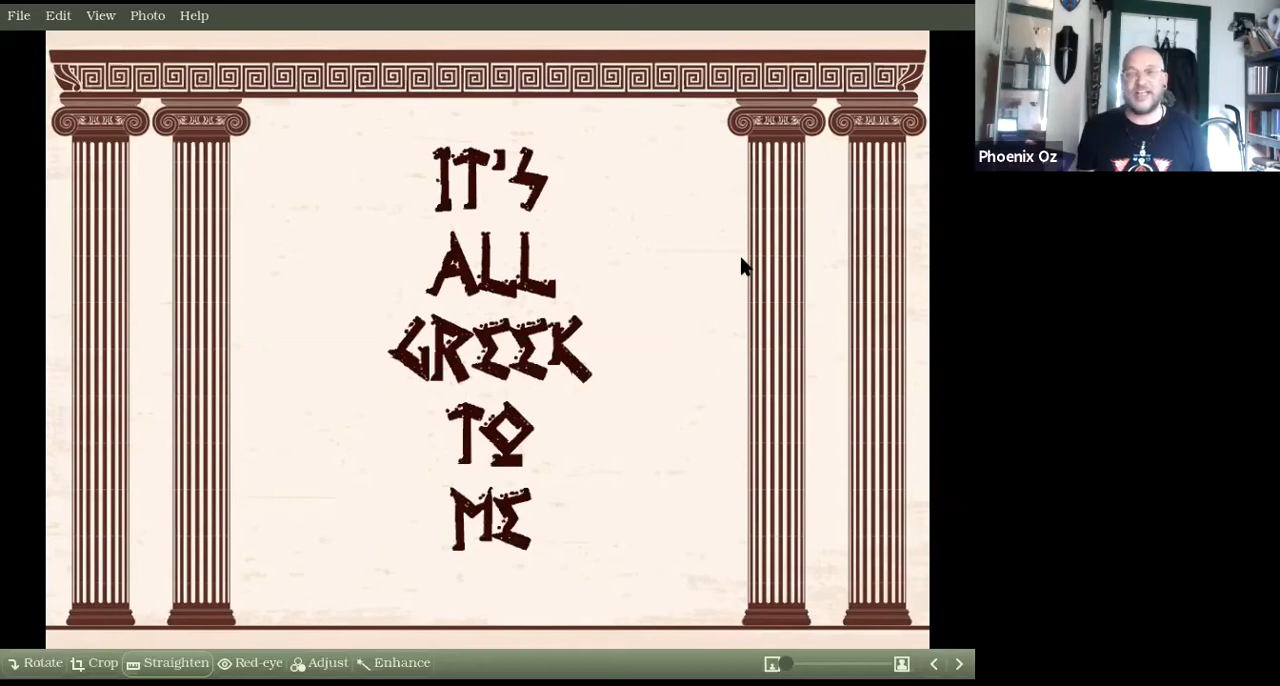 File Edit View Photo Help
IT'S
ALL
GREEK
TO
ME
Phoenix Oz
Rotate Crop Straighten Red-eye Adjust Enhance